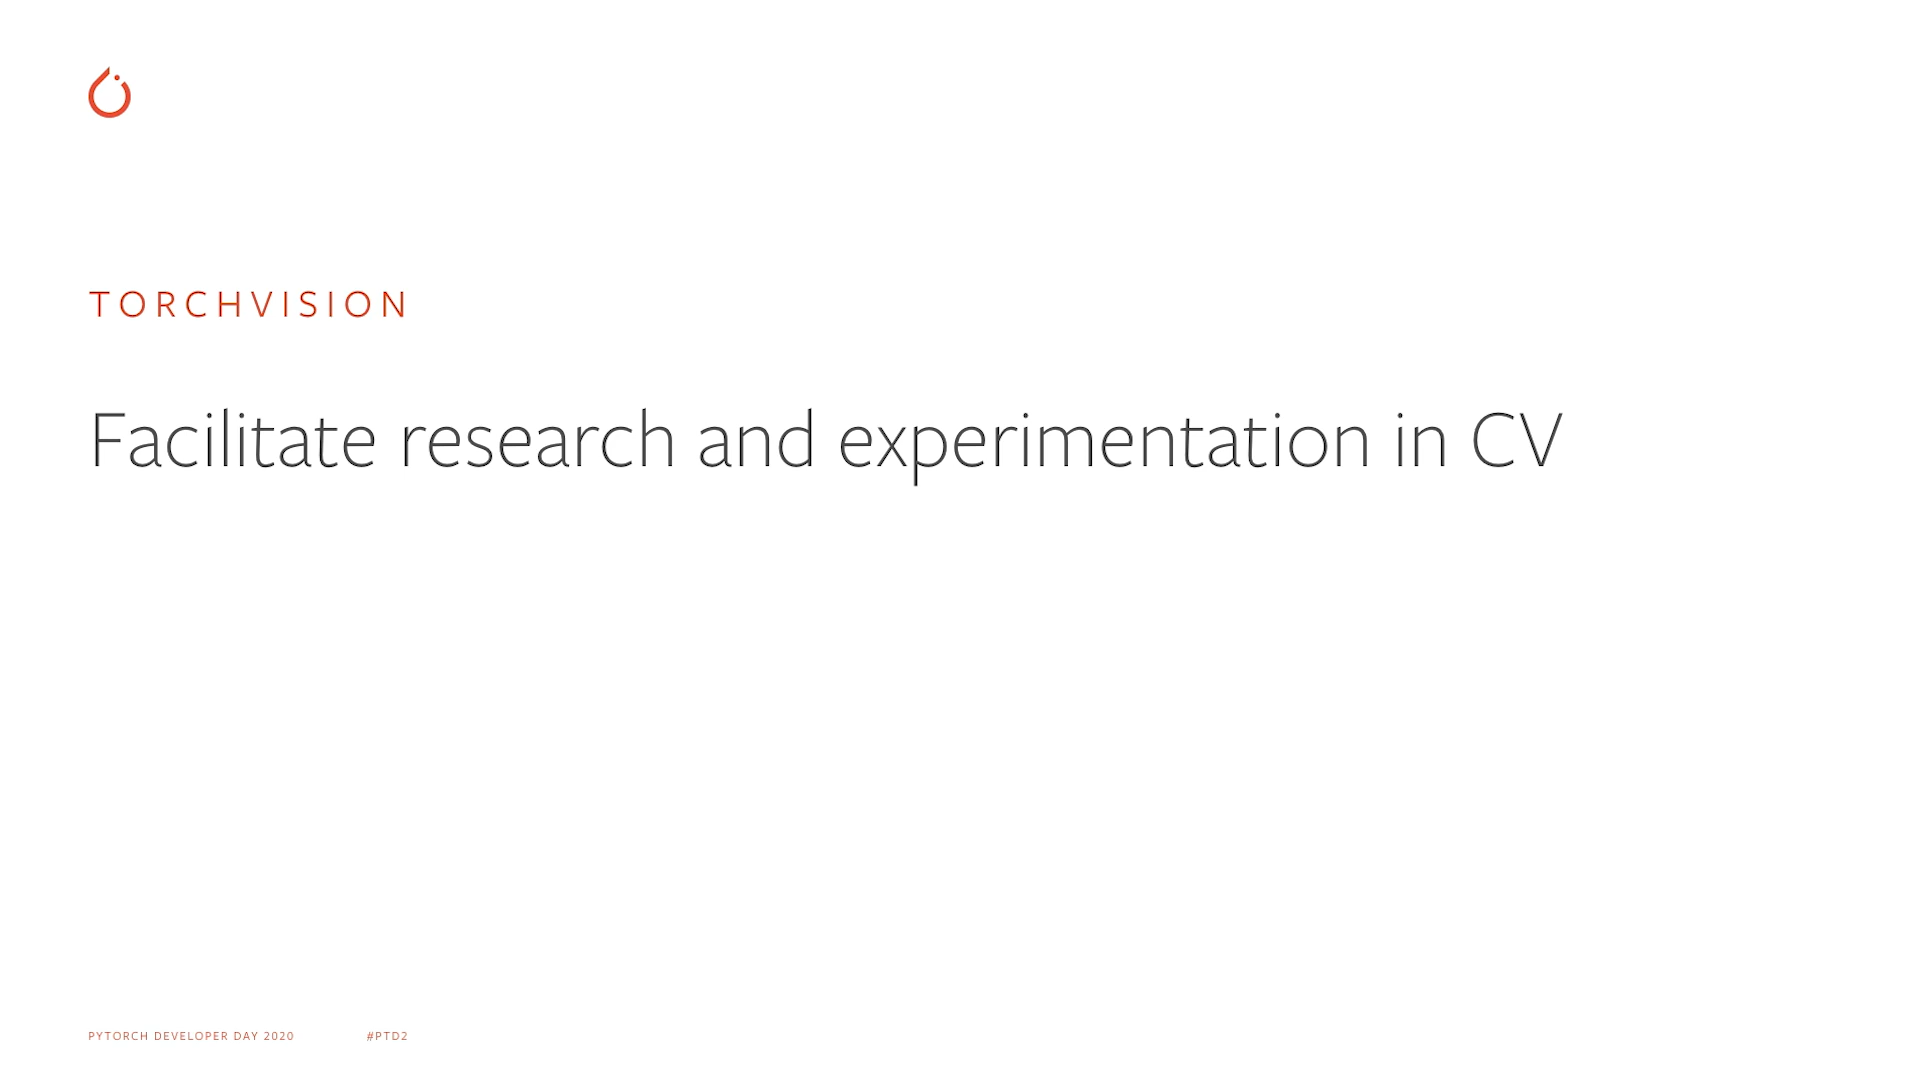 TORCHVISION
Facilitate research and experimentation in CV
PYTORCH DEVELOPER DAY 2020 #PTD2